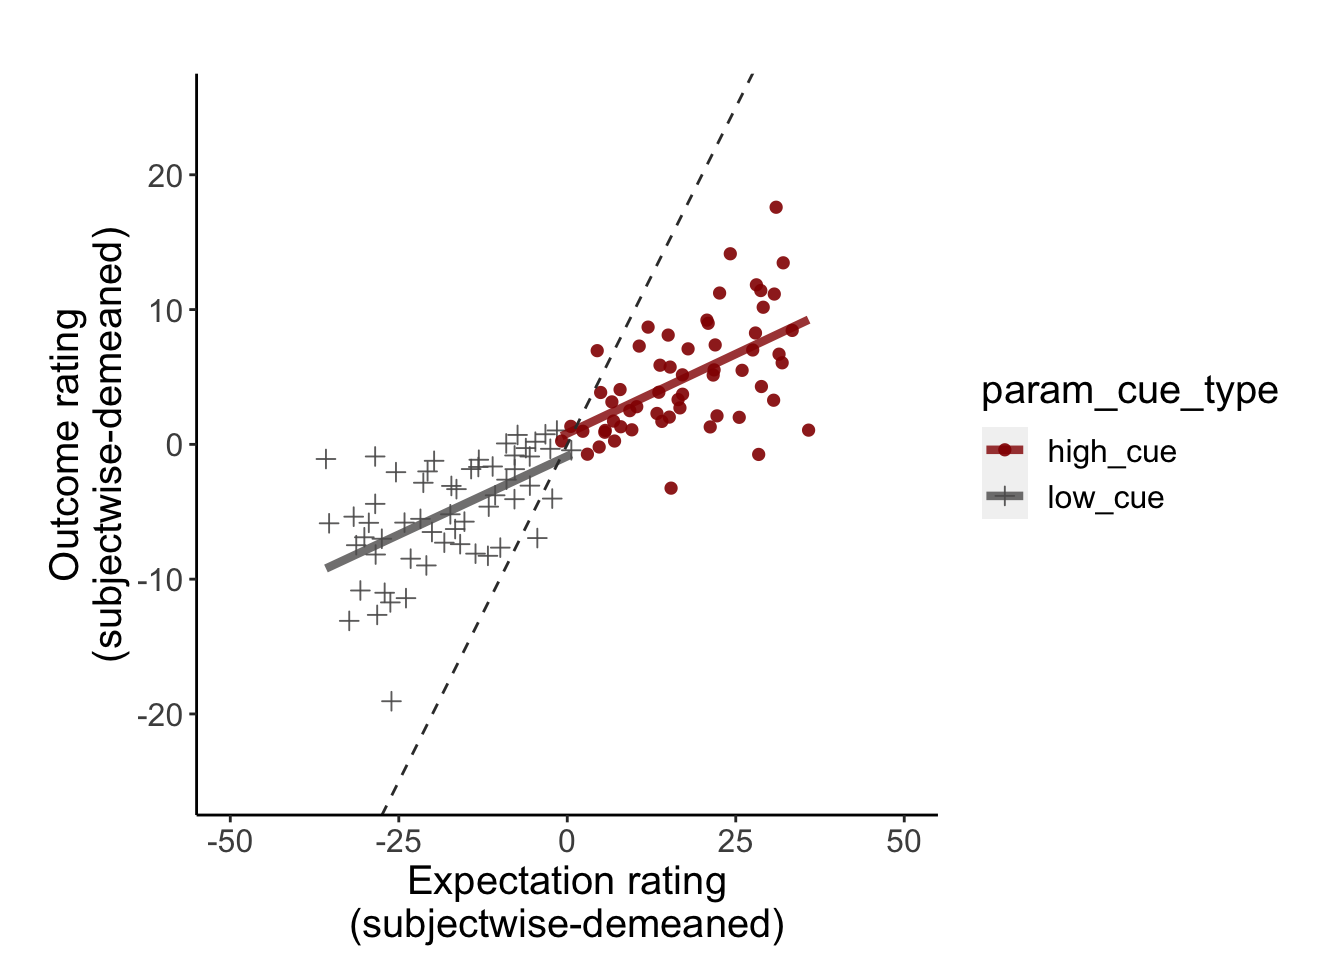 20
10
0
-10
-20
Outcome rating
(subjectwise-demeaned)
-50
-25
0
25
50
Expectation rating
(subjectwise-demeaned)
param_cue_type
high_cue
low_cue